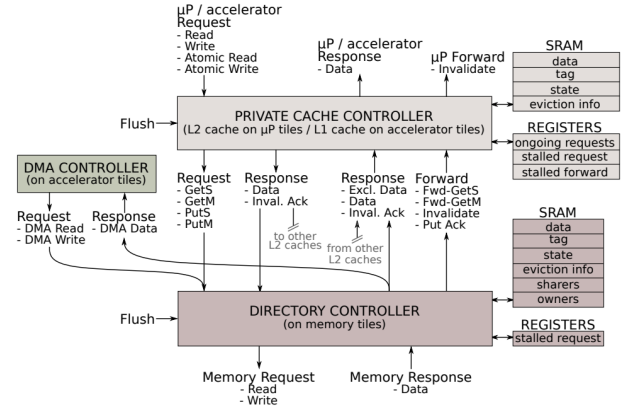 μP / accelerator
Request
- Read
- Write
- Atomic Read
- Atomic Write
μP / accelerator
Response
- Data
μP Forward
- Invalidate
SRAM
data
tag
state
eviction info
Flush
PRIVATE CACHE CONTROLLER
(L2 cache on μP tiles / L1 cache on accelerator tiles)
REGISTERS
ongoing requests
stalled request
stalled forward
DMA CONTROLLER
(on accelerator tiles)
Request
- DMA Read
- DMA Write
Response
- DMA Data
Request
- GetS
- GetM
- PutS
- PutM
Response
- Data
- Inval. Ack
to other
L2 caches
Response
- Excl. Data
- Data
- Inval. Ack
from other
L2 caches
Forward
- Fwd-GetS
- Fwd-GetM
- Invalidate
- Put Ack
SRAM
data
tag
state
eviction info
sharers
owners
Flush
DIRECTORY CONTROLLER
(on memory tiles)
REGISTERS
stalled request
Memory Request
- Read
- Write
Memory Response
- Data